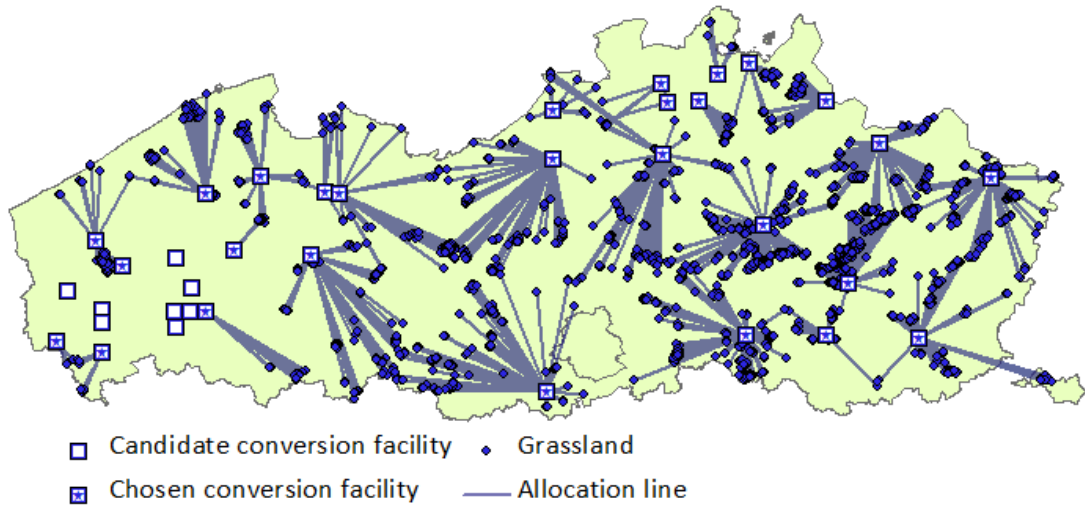 Candidate conversion facility
Grassland
Chosen conversion facility
Allocation line